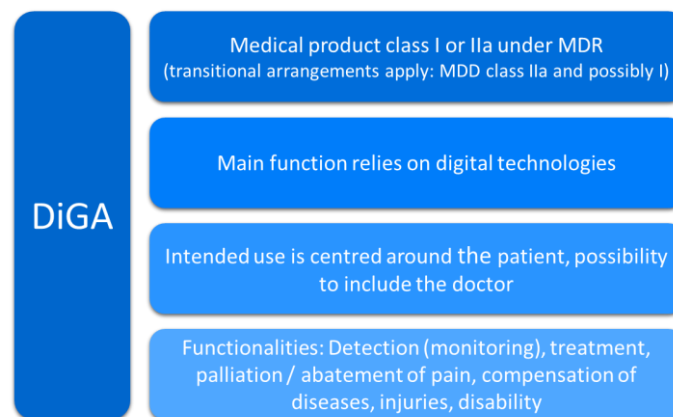 DiGA
Medical product class I or IIa under MDR
(transitional arrangements apply: MDD class IIa and possibly I)
Main function relies on digital technologies
Intended use is centred around the patient, possibility
to include the doctor
Functionalities: Detection (monitoring), treatment,
palliation / abatement of pain, compensation of
diseases, injuries, disability